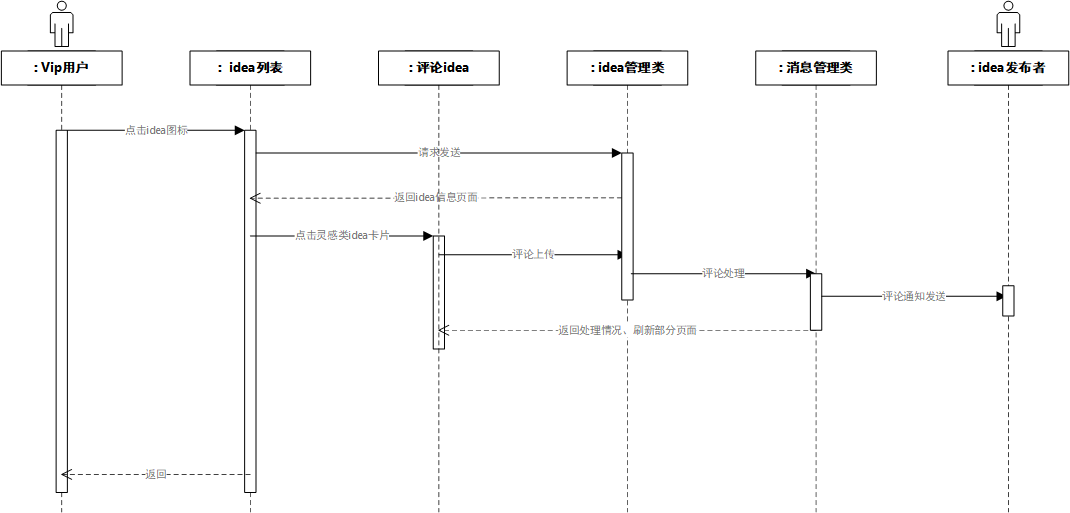 : Vip用户
: idea列表
: 评论idea
: idea管理类
: 消息管理类
: idea发布者
点击idea图标
请求发送
返回idea信息页面
点击灵感类idea卡片
评论上传
评论处理
评论通知发送
返回处理情况、刷新部分页面
返回